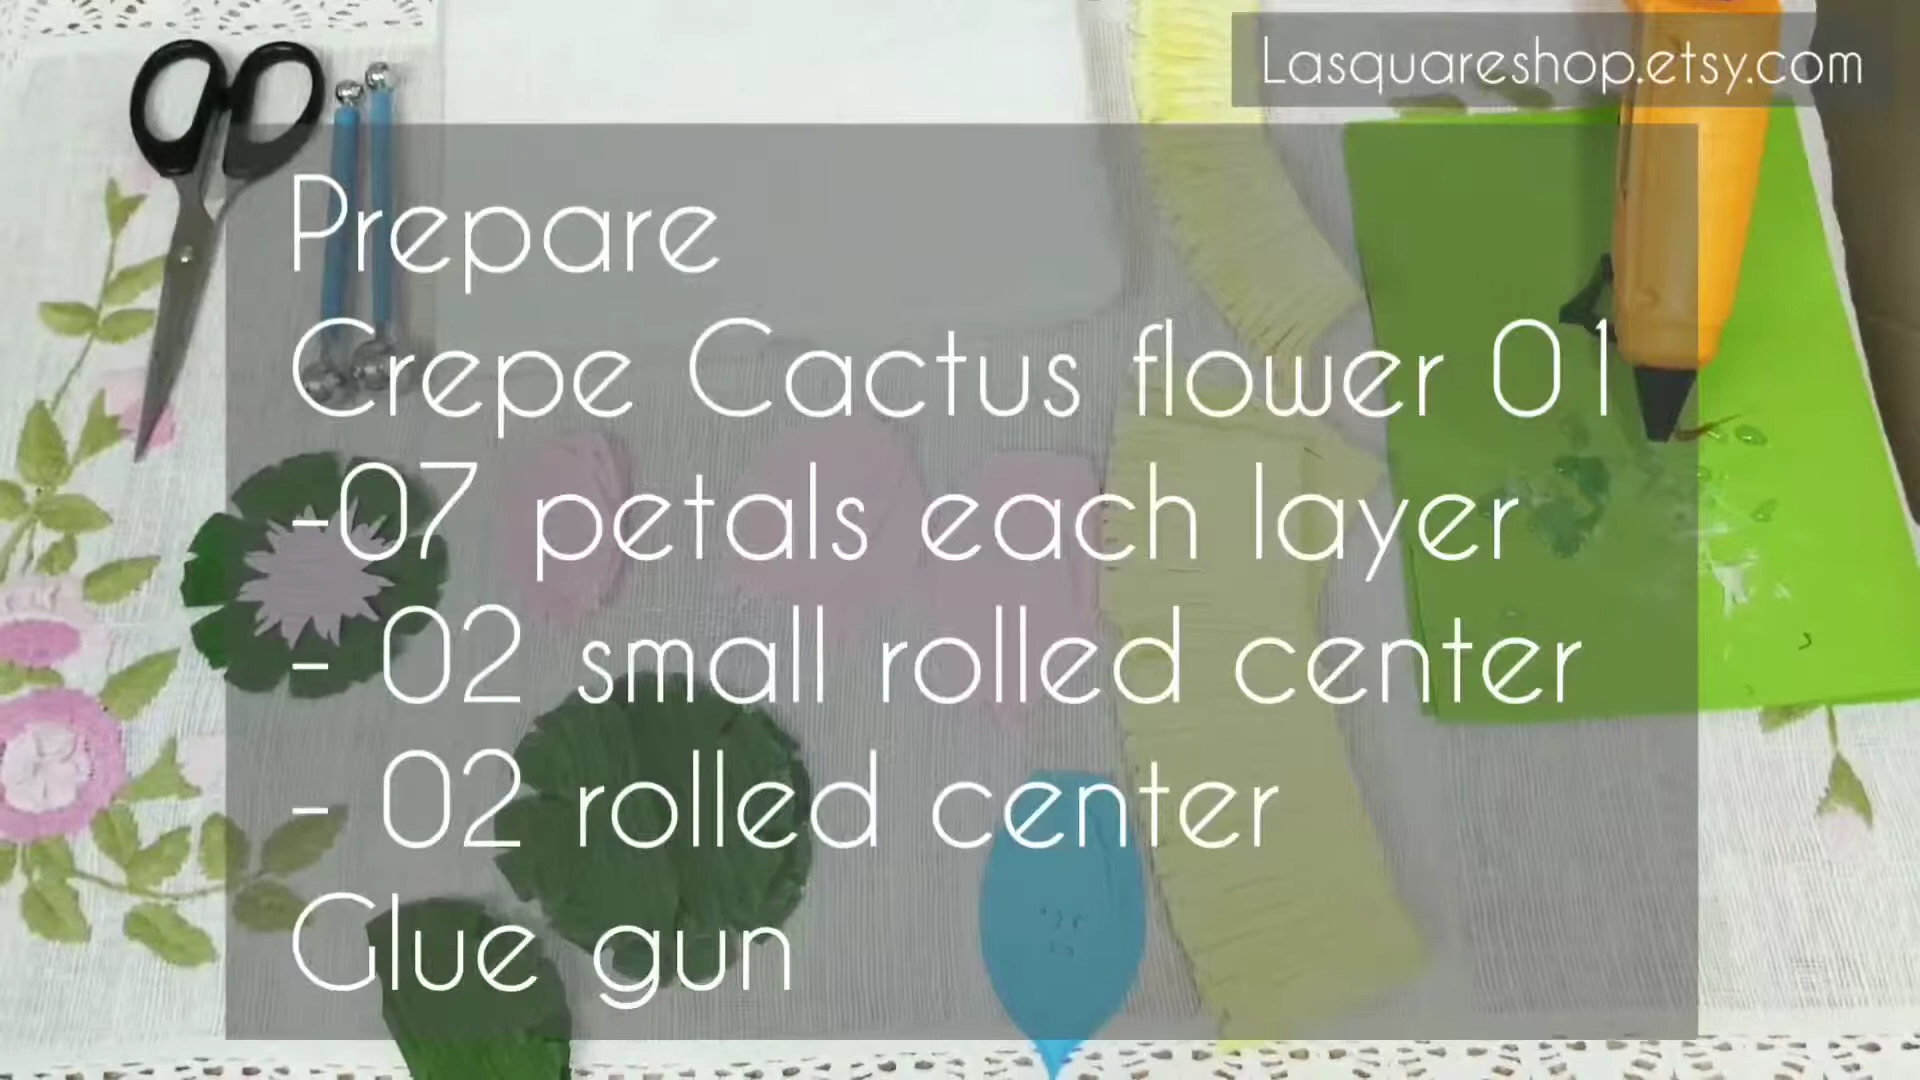 Lasquareshop.etsy.com
Prepare
Crepe Cactus flower 01
-07 petals each layer
- 02 small rolled center
- 02 rolled center
Glue gun